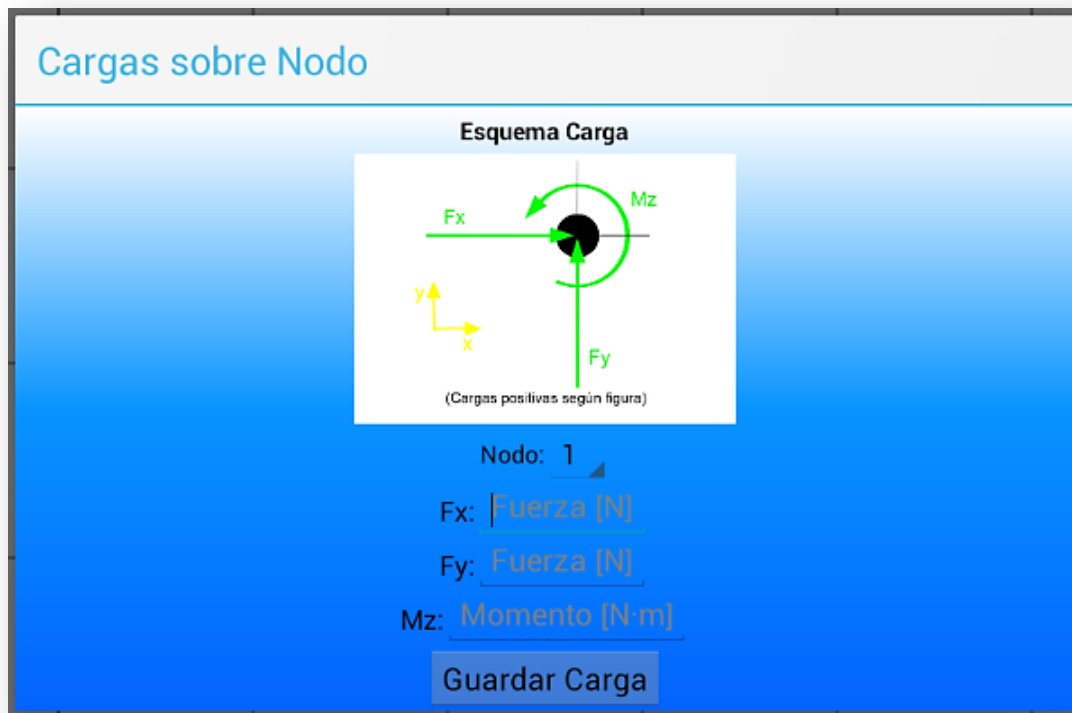 Cargas sobre Nodo
Esquema Carga
Mz
Fx
y
x
Fy
(Cargas positivas según figura)
Nodo: 1
Fx: Fuerza [N]
Fy: Fuerza [N]
Mz: Momento [N·m]
Guardar Carga